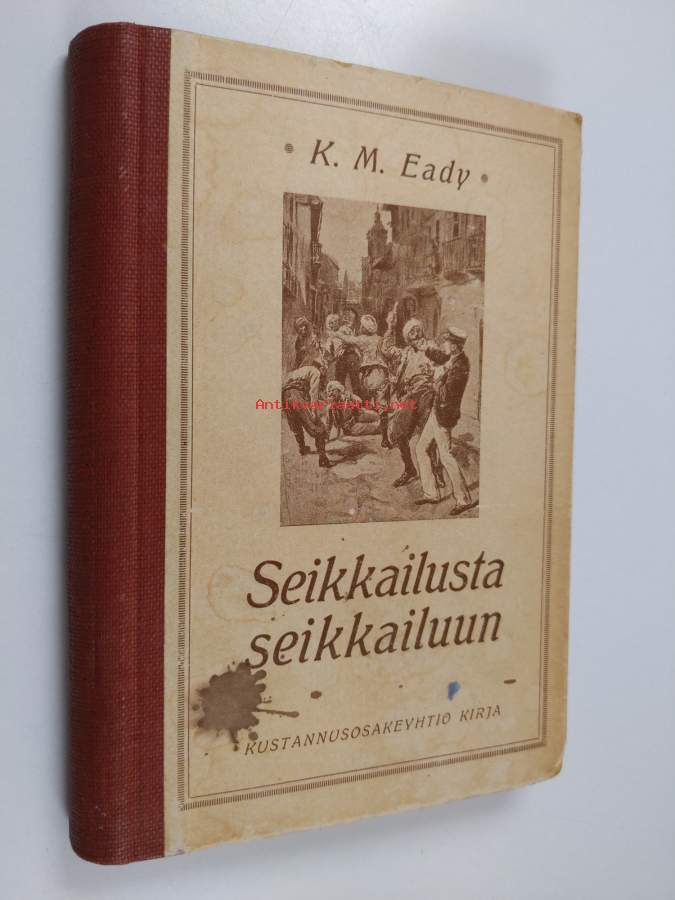 • K. M. Eady •
Antikvariaatti.net
Seikkailusta
seikkailuun
KUSTANNUSOSAKEYHTIÖ KIRJA